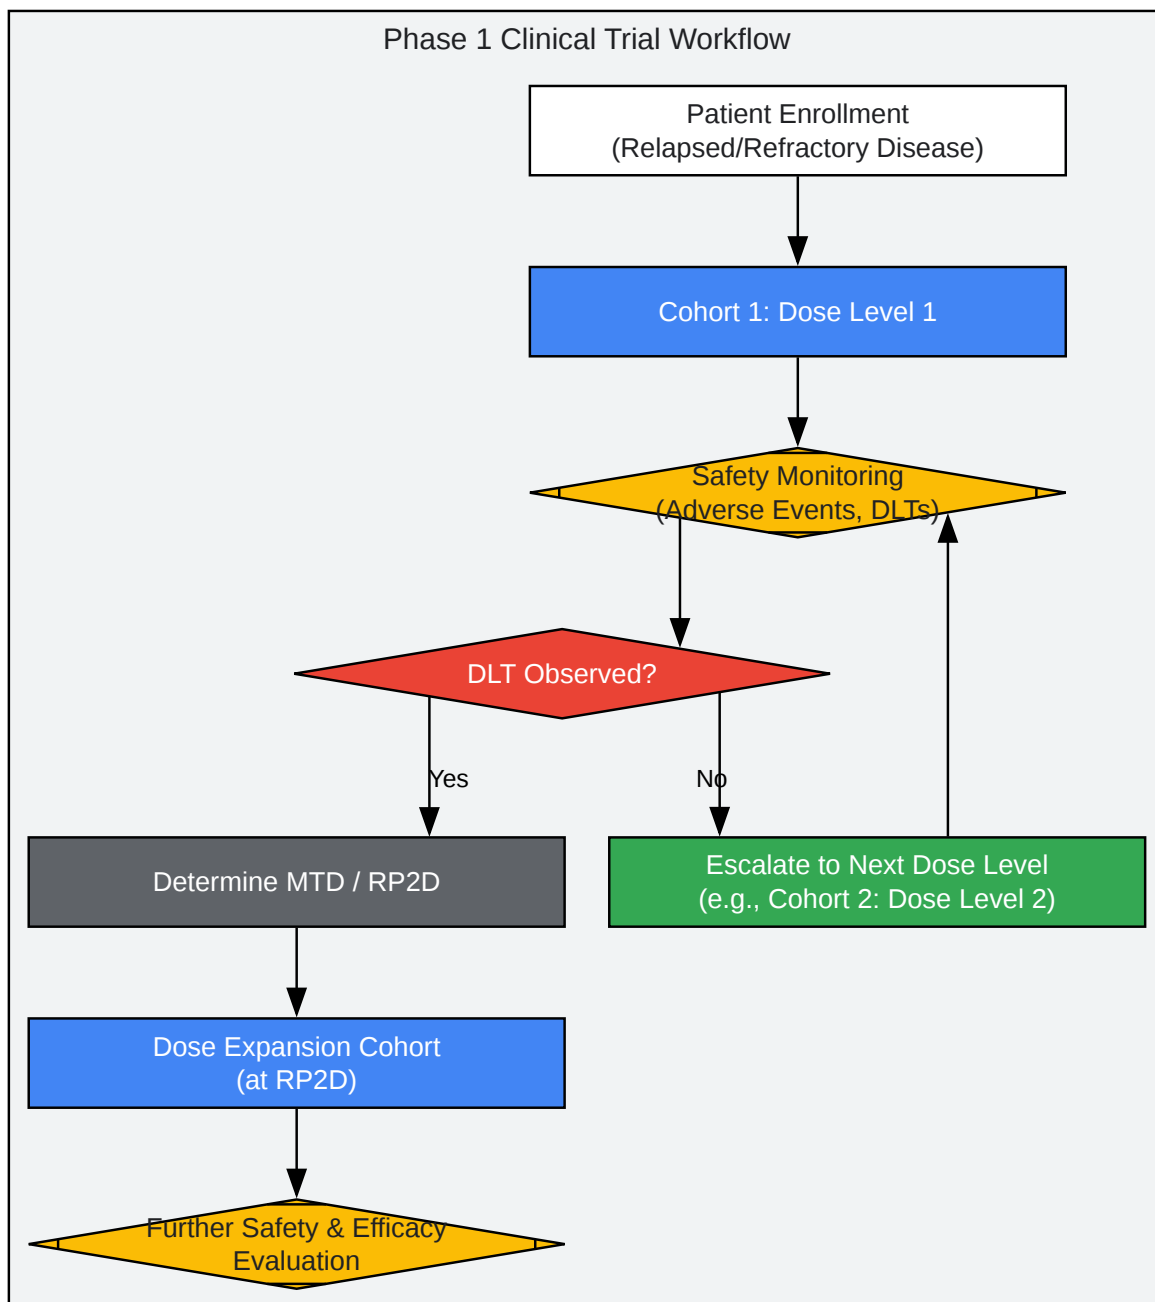 Phase 1 Clinical Trial Workflow
Patient Enrollment
(Relapsed/Refractory Disease)
Cohort 1: Dose Level 1
Safety Monitoring
(Adverse Events, DLTs)
DLT Observed?
Yes
No
Determine MTD / RP2D
Escalate to Next Dose Level
(e.g., Cohort 2: Dose Level 2)
Dose Expansion Cohort
(at RP2D)
Further Safety & Efficacy
Evaluation